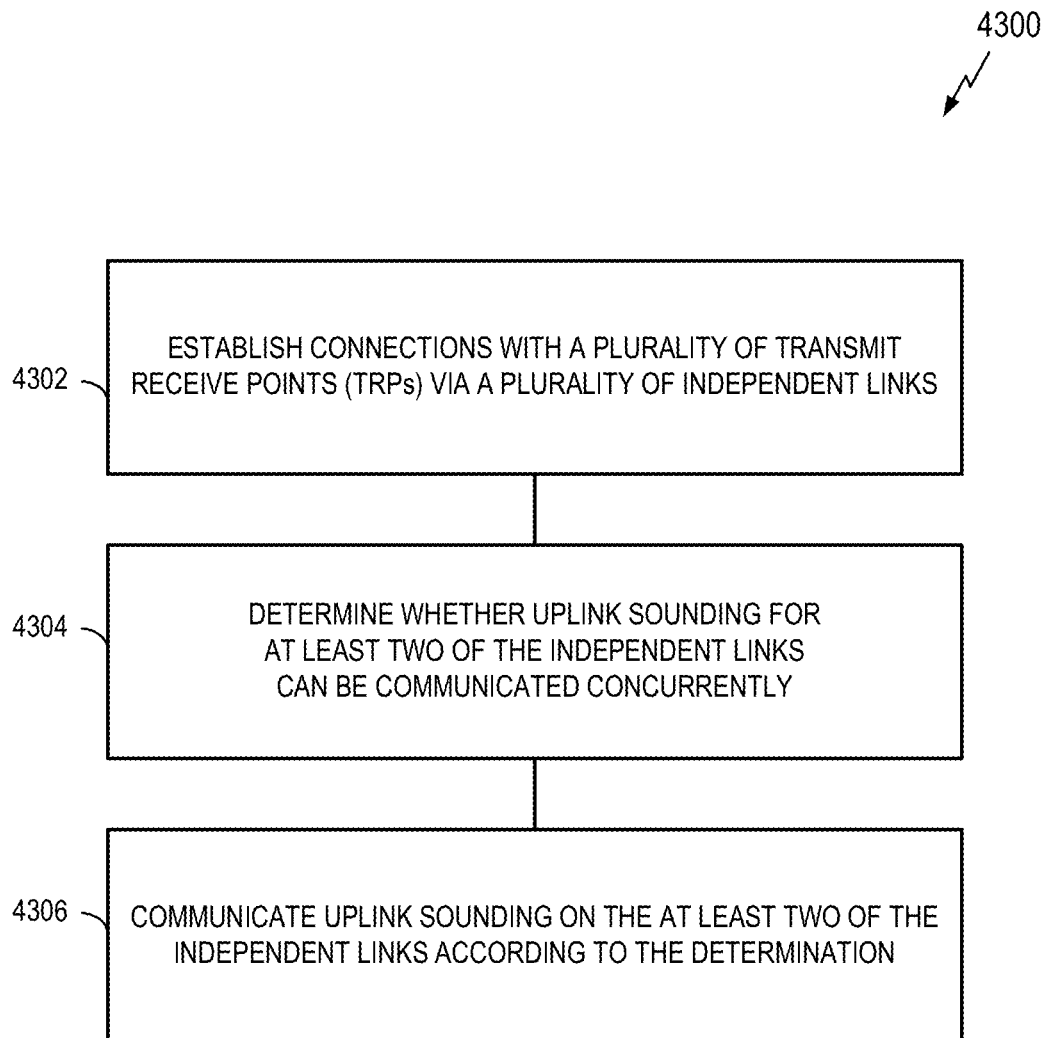 4300
4302
ESTABLISH CONNECTIONS WITH A PLURALITY OF TRANSMIT
RECEIVE POINTS (TRPs) VIA A PLURALITY OF INDEPENDENT LINKS
4304
DETERMINE WHETHER UPLINK SOUNDING FOR
AT LEAST TWO OF THE INDEPENDENT LINKS
CAN BE COMMUNICATED CONCURRENTLY
4306
COMMUNICATE UPLINK SOUNDING ON THE AT LEAST TWO OF THE
INDEPENDENT LINKS ACCORDING TO THE DETERMINATION